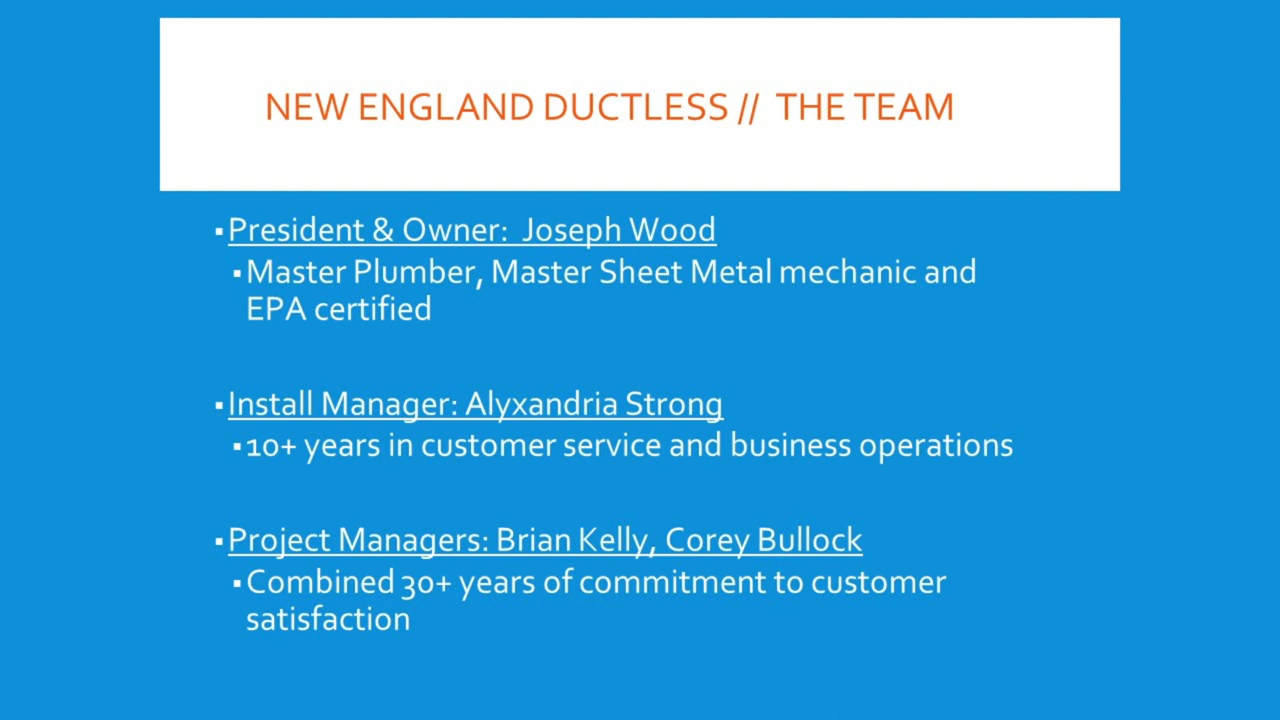 NEW ENGLAND DUCTLESS // THE TEAM
▪President & Owner: Joseph Wood
▪Master Plumber, Master Sheet Metal mechanic and
EPA certified
▪Install Manager: Alyxandria Strong
▪10+ years in customer service and business operations
▪Project Managers: Brian Kelly, Corey Bullock
▪Combined 30+ years of commitment to customer
satisfaction